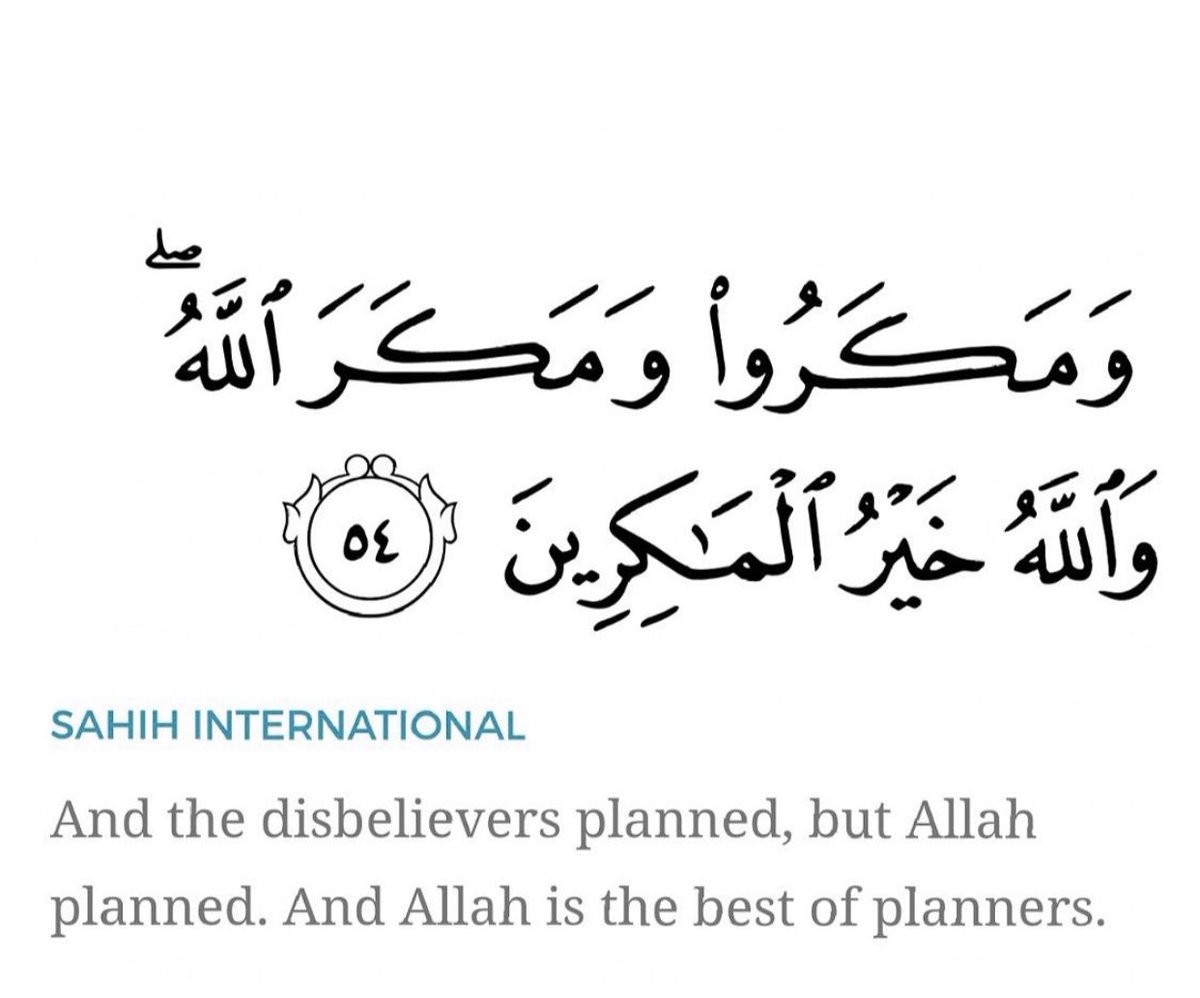 وَمَكَرُوا۟ وَمَكَرَ ٱللَّهُ ۖ
وَٱللَّهُ خَيْرُ ٱلْمَـٰكِرِينَ ٥٤
SAHIH INTERNATIONAL
And the disbelievers planned, but Allah
planned. And Allah is the best of planners.